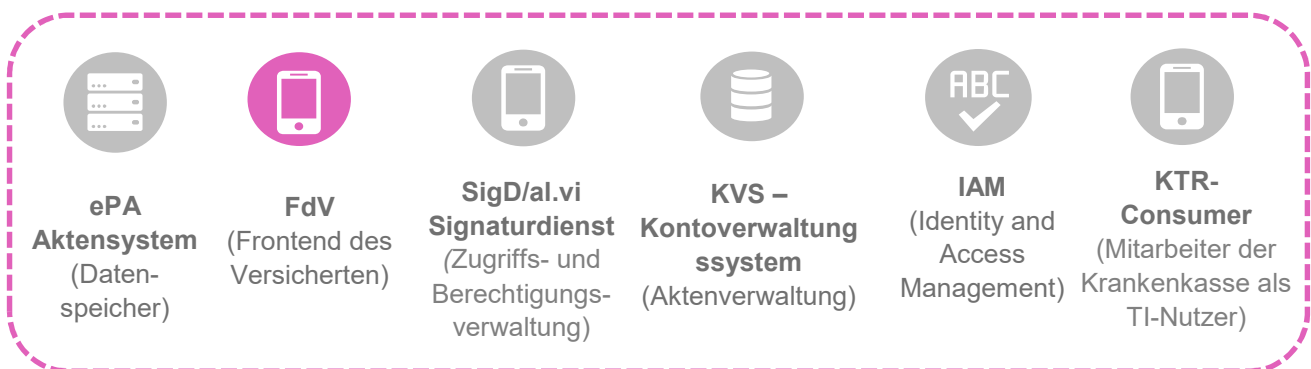 ABC
ePA
Aktensystem
(Daten-
speicher)
FdV
(Frontend des
Versicherten)
SigD/al.vi
Signaturdienst
(Zugriffs- und
Berechtigungs-
verwaltung)
KVS –
Kontoverwaltung
ssystem
(Aktenverwaltung)
IAM
(Identity and
Access
Management)
KTR-
Consumer
(Mitarbeiter der
Krankenkasse als
TI-Nutzer)